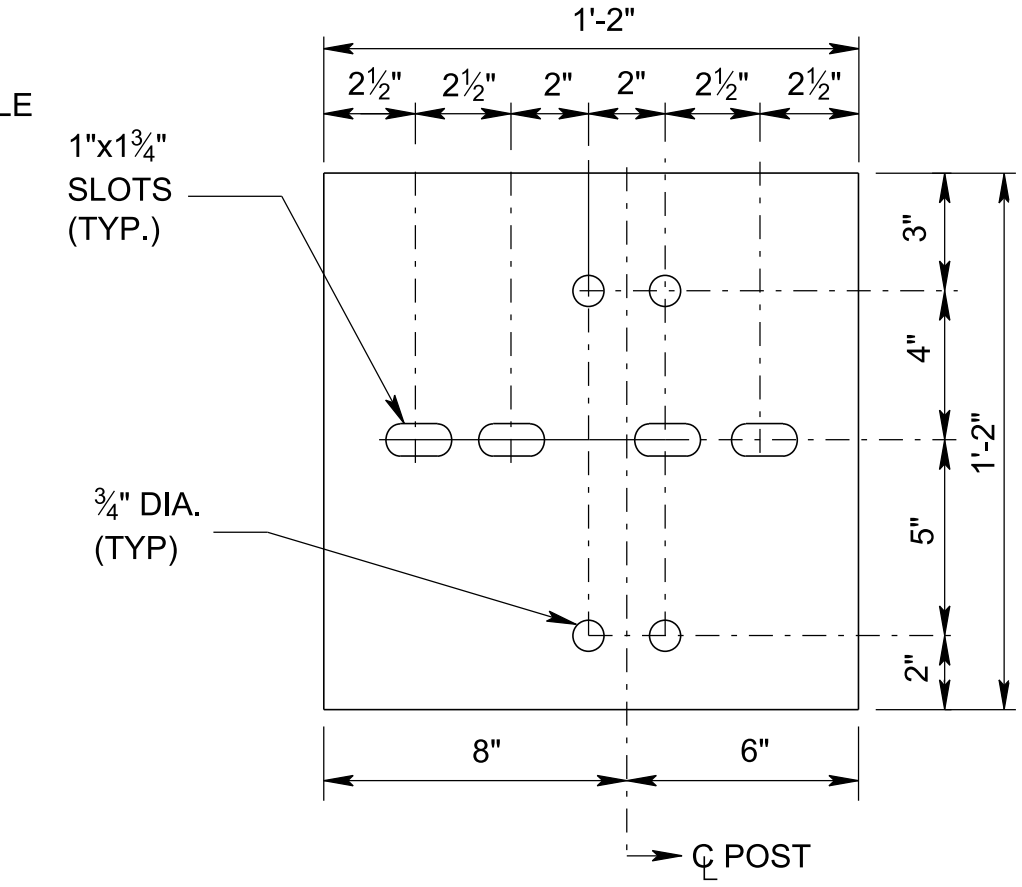 1'-2"
2½" 2½" 2" 2" 2½" 2½"
LE
1"x1¾"
SLOTS
(TYP.)
3"
4"
1'-2"
¾" DIA.
(TYP)
5"
2"
8" 6"
℄ POST